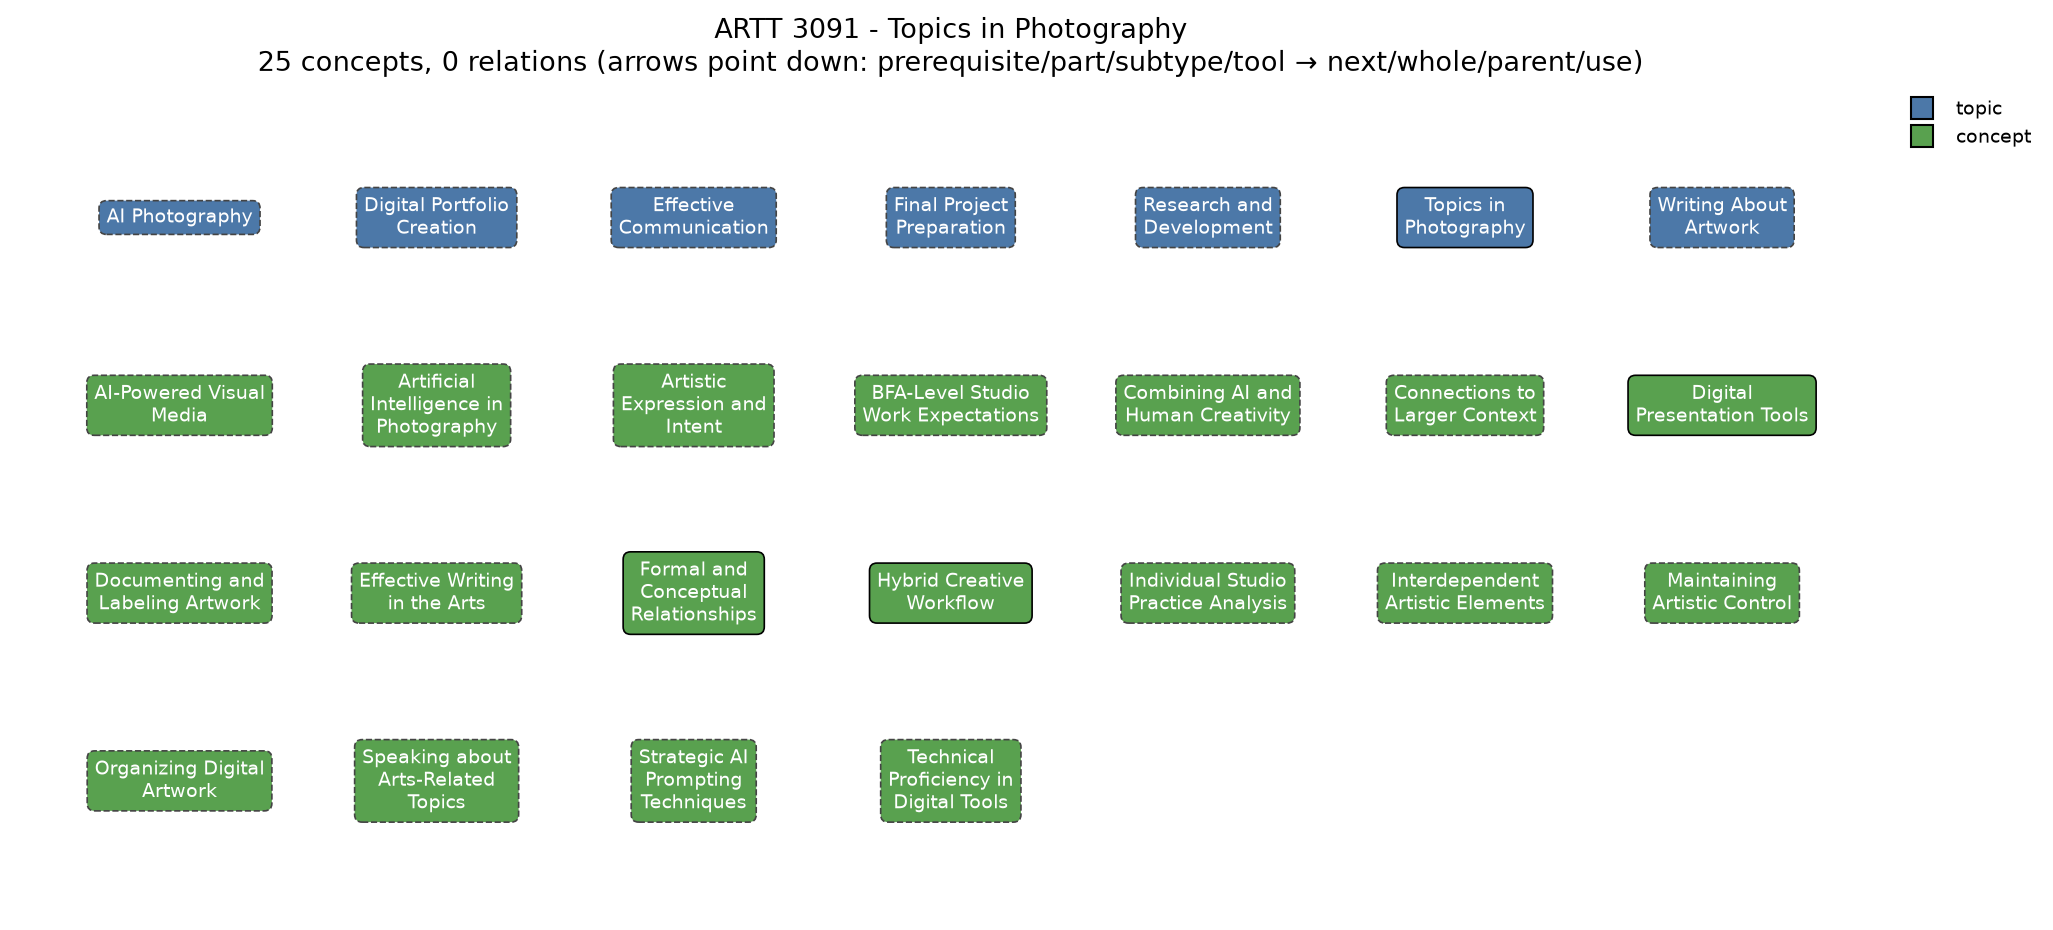 ARTT 3091 - Topics in Photography
25 concepts, 0 relations (arrows point down: prerequisite/part/subtype/tool → next/whole/parent/use)
topic
concept
AI Photography
Digital Portfolio
Creation
Effective
Communication
Final Project
Preparation
Research and
Development
Topics in
Photography
Writing About
Artwork
AI-Powered Visual
Media
Artificial
Intelligence in
Photography
Artistic
Expression and
Intent
BFA-Level Studio
Work Expectations
Combining AI and
Human Creativity
Connections to
Larger Context
Digital
Presentation Tools
Documenting and
Labeling Artwork
Effective Writing
in the Arts
Formal and
Conceptual
Relationships
Hybrid Creative
Workflow
Individual Studio
Practice Analysis
Interdependent
Artistic Elements
Maintaining
Artistic Control
Organizing Digital
Artwork
Speaking about
Arts-Related
Topics
Strategic AI
Prompting
Techniques
Technical
Proficiency in
Digital Tools